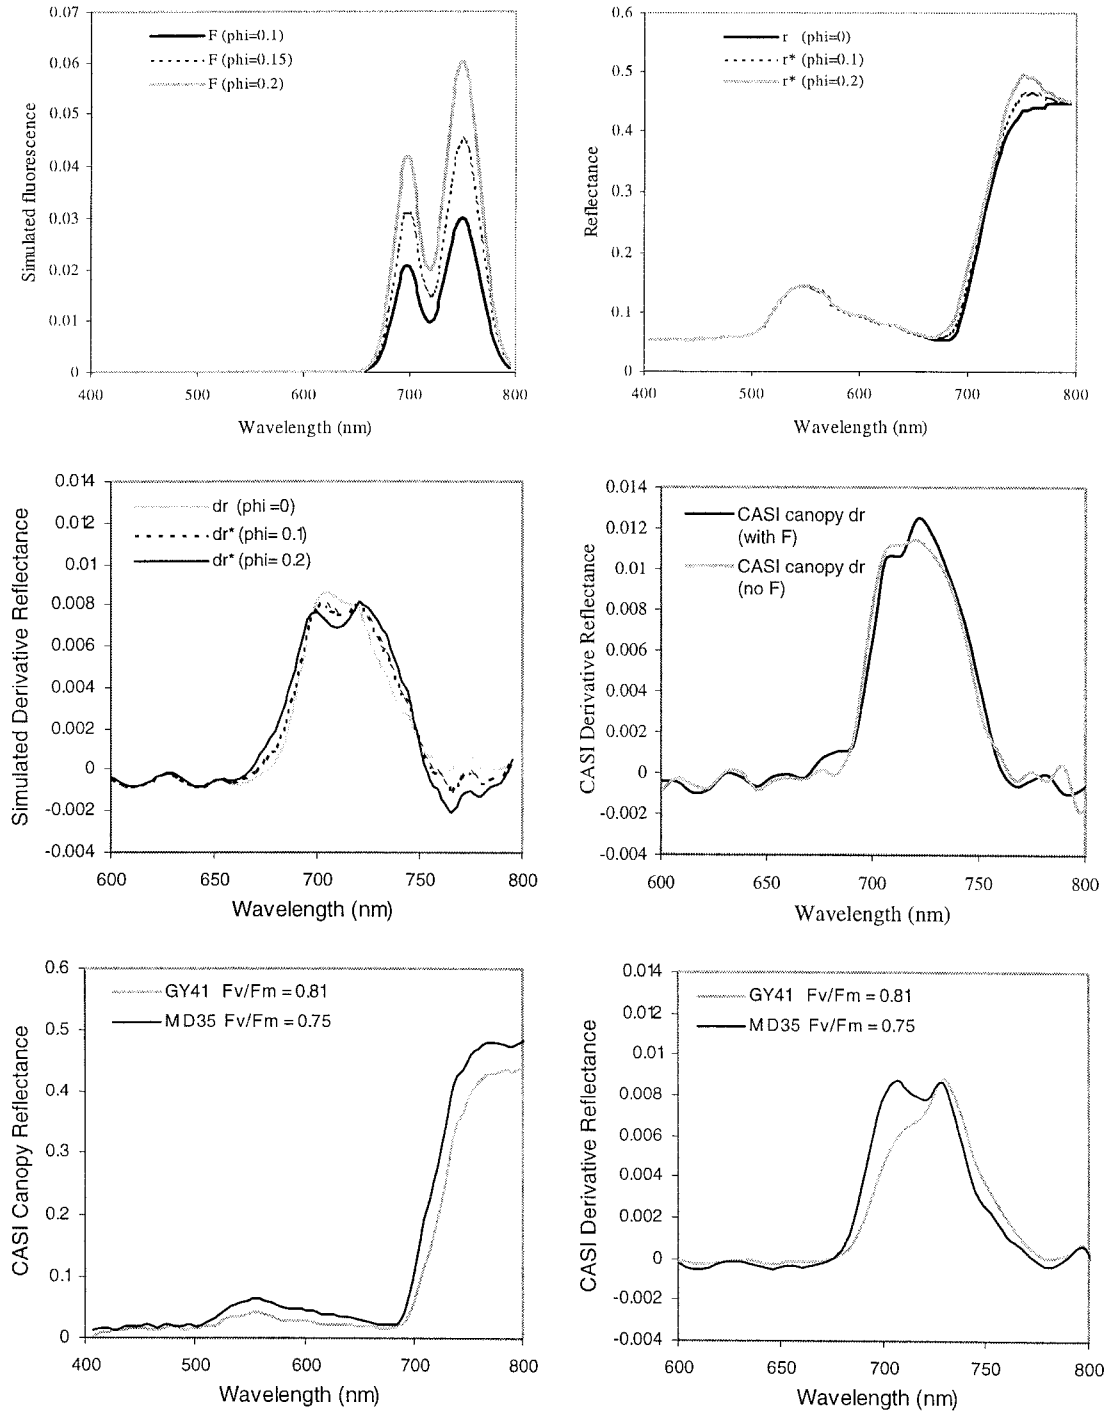 F (phi=0.1)
F (phi=0.15)
F (phi=0.2)
0.07
0.06
0.05
0.04
0.03
0.02
0.01
0
400
500
600
700
800
Simulated fluorescence
Wavelength (nm)
r (phi=0)
r* (phi=0.1)
r* (phi=0.2)
0.6
0.5
0.4
0.3
0.2
0.1
0
400
500
600
700
800
Reflectance
Wavelength (nm)
dr (phi =0)
dr* (phi= 0.1)
dr* (phi= 0.2)
0.014
0.012
0.01
0.008
0.006
0.004
0.002
0
-0.002
-0.004
600
650
700
750
800
Simulated Derivative Reflectance
Wavelength (nm)
CASI canopy dr
(with F)
CASI canopy dr
(no F)
0.014
0.012
0.01
0.008
0.006
0.004
0.002
0
-0.002
-0.004
600
650
700
750
800
CASI Derivative Reflectance
Wavelength (nm)
GY41 Fv/Fm = 0.81
MD35 Fv/Fm = 0.75
0.6
0.5
0.4
0.3
0.2
0.1
0
400
500
600
700
800
CASI Canopy Reflectance
Wavelength (nm)
GY41 Fv/Fm = 0.81
MD35 Fv/Fm = 0.75
0.014
0.012
0.01
0.008
0.006
0.004
0.002
0
-0.002
-0.004
600
650
700
750
800
CASI Derivative Reflectance
Wavelength (nm)